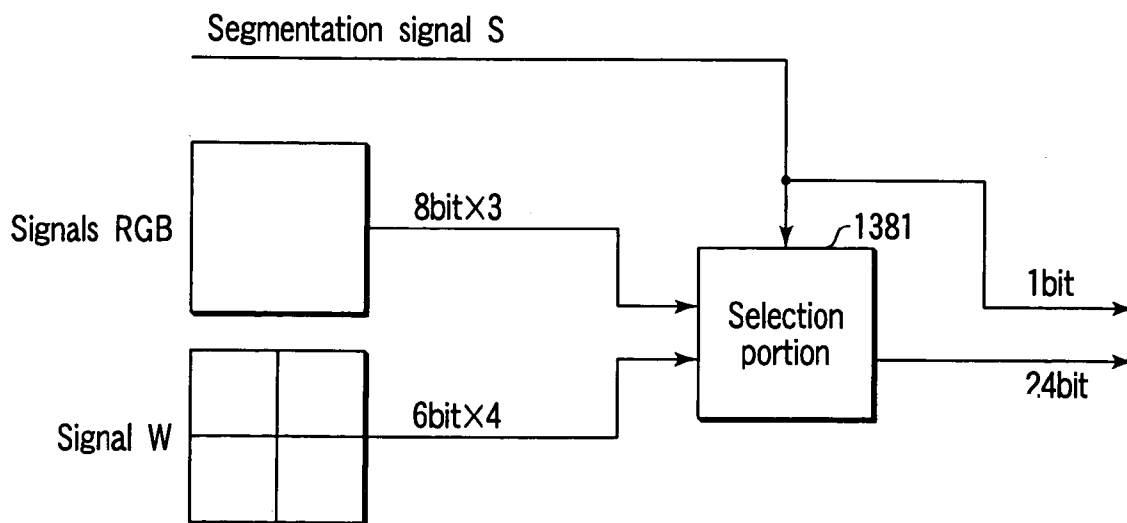 Segmentation signal S
Signals RGB
8bit×3
1381
Selection
portion
1bit
24bit
Signal W
6bit×4